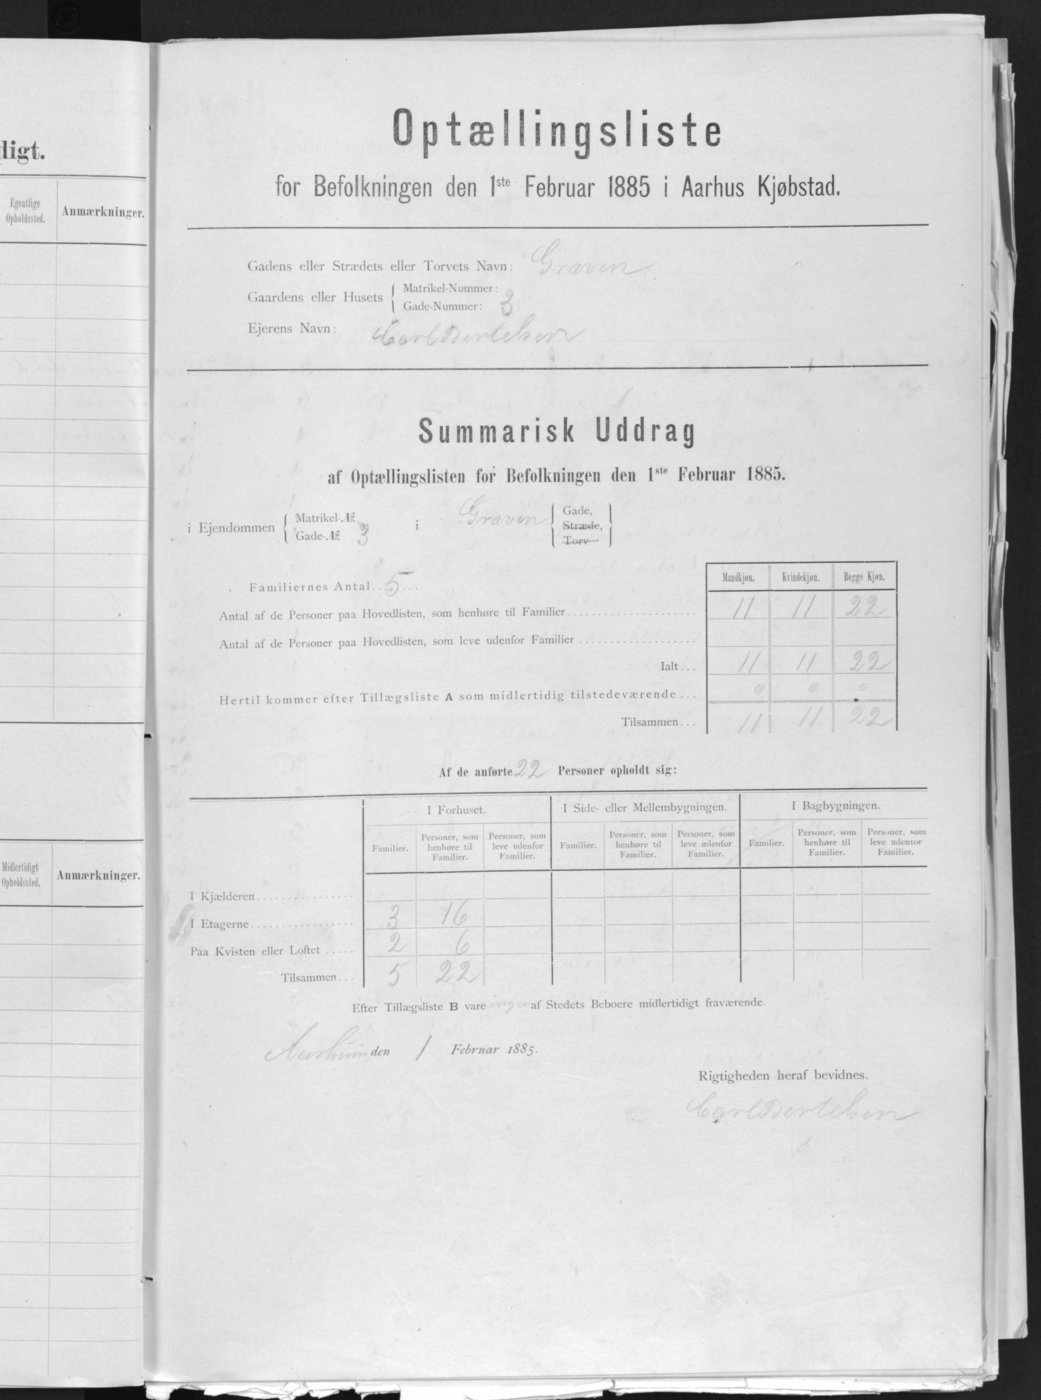 digt.
Egentlige
Opholdssted.
Anmærkninger.
Midlertidigt
Opholdssted.
Anmærkninger.
Optællingsliste
for Befolkningen den 1ste Februar 1885 i Aarhus Kjøbstad.
Gadens eller Strædets eller Torvets Navn: Graven
Gaardens eller Husets { Matrikel-Nummer:
Gade-Nummer: 3
Ejerens Navn: Carl Bertelsen
Summarisk Uddrag
af Optællingslisten for Befolkningen den 1ste Februar 1885.
i Ejendommen { Matrikel-№
Gade-№ 3
i Graven { Gade,
Stræde,
Torv }
Mandkjøn. Kvindekjøn. Begge Kjøn.
Familiernes Antal 5
Antal af de Personer paa Hovedlisten, som henhøre til Familier 11 11 22
Antal af de Personer paa Hovedlisten, som leve udenfor Familier
Ialt 11 11 22
Hertil kommer efter Tillægsliste A som midlertidig tilstedeværende 0 0 0
Tilsammen 11 11 22
Af de anførte 22 Personer opholdt sig:
I Forhuset. I Side- eller Mellembygningen. I Bagbygningen.
Familier. Personer, som henhøre til Familier. Personer, som leve udenfor Familier. Familier. Personer, som henhøre til Familier. Personer, som leve udenfor Familier. Familier. Personer, som henhøre til Familier. Personer, som leve udenfor Familier.
I Kjælderen
I Etagerne 3 16
Paa Kvisten eller Loftet 2 6
Tilsammen 5 22
Efter Tillægsliste B vare ingen af Stedets Beboere midlertidigt fraværende.
Aarhus den 1 Februar 1885.
Rigtigheden heraf bevidnes.
Carl Bertelsen